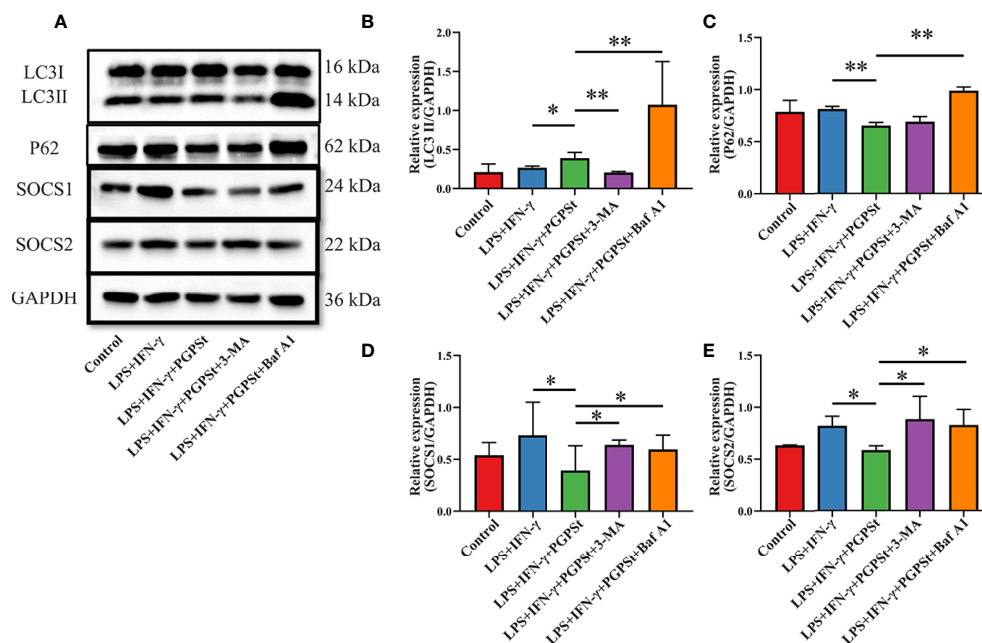 A
LC3I
16 kDa
LC3II
14 kDa
P62
62 kDa
SOCS1
24 kDa
SOCS2
22 kDa
GAPDH
36 kDa
Control
LPS+IFN-γ
LPS+IFN-γ+PGPSt
LPS+IFN-γ+PGPSt+3-MA
LPS+IFN-γ+PGPSt+Baf A1
B
Relative expression
(LC3 II/GAPDH)
2.0
1.5
1.0
0.5
0.0
*
**
**
Control
LPS+IFN-γ
LPS+IFN-γ+PGPSt
LPS+IFN-γ+PGPSt+3-MA
LPS+IFN-γ+PGPSt+Baf A1
C
Relative expression
(P62/GAPDH)
1.5
1.0
0.5
0.0
**
**
Control
LPS+IFN-γ
LPS+IFN-γ+PGPSt
LPS+IFN-γ+PGPSt+3-MA
LPS+IFN-γ+PGPSt+Baf A1
D
Relative expression
(SOCS1/GAPDH)
1.5
1.0
0.5
0.0
*
*
*
Control
LPS+IFN-γ
LPS+IFN-γ+PGPSt
LPS+IFN-γ+PGPSt+3-MA
LPS+IFN-γ+PGPSt+Baf A1
E
Relative expression
(SOCS2/GAPDH)
1.5
1.0
0.5
0.0
*
*
*
Control
LPS+IFN-γ
LPS+IFN-γ+PGPSt
LPS+IFN-γ+PGPSt+3-MA
LPS+IFN-γ+PGPSt+Baf A1